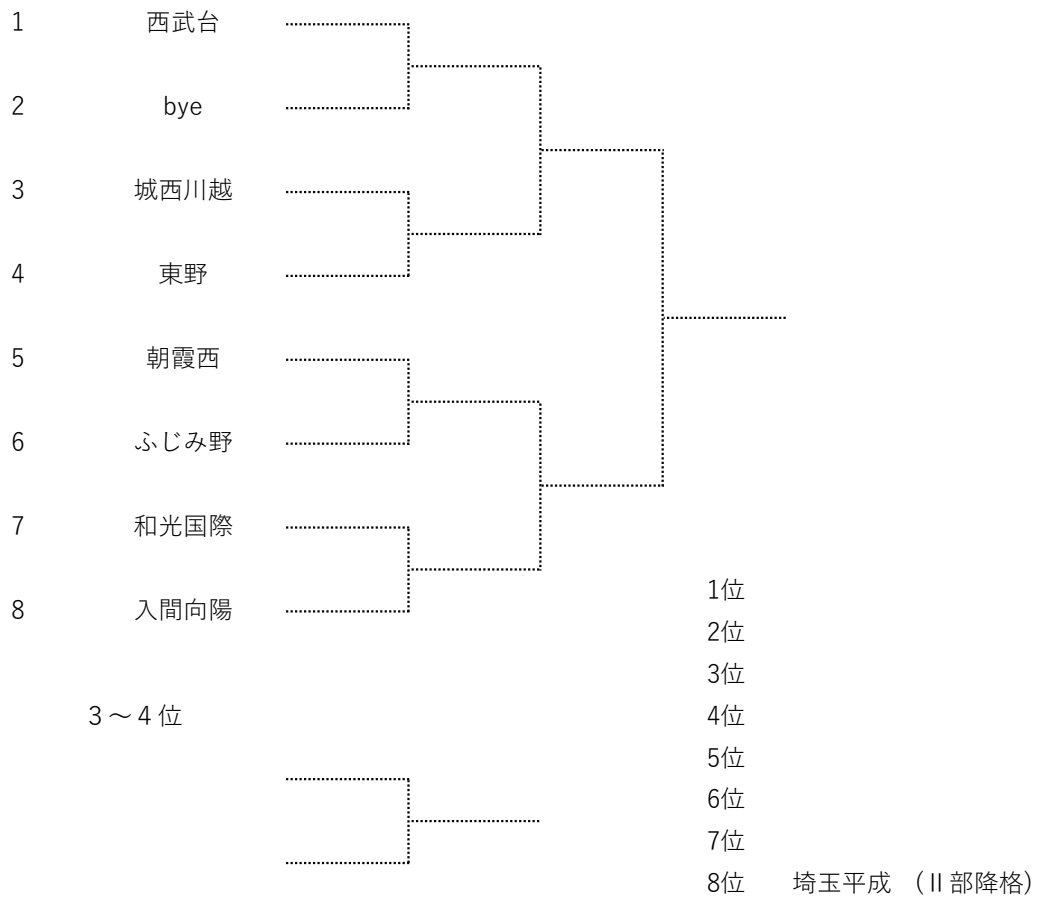 1 西武台
2 bye
3 城西川越
4 東野
5 朝霞西
6 ふじみ野
7 和光国際
8 入間向陽
３～４位
1位
2位
3位
4位
5位
6位
7位
8位 埼玉平成 （Ⅱ部降格）